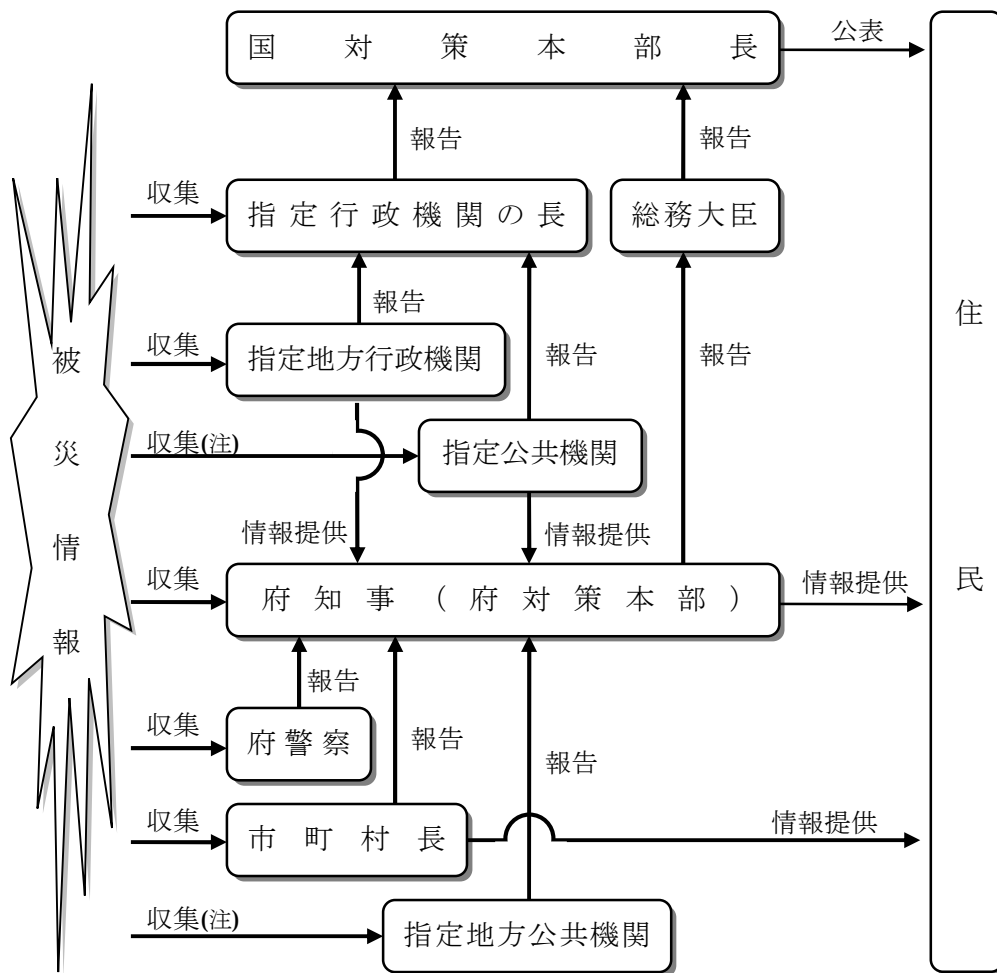 国対策本部長
公表
報告
報告
収集
指定行政機関の長
総務大臣
報告
収集
指定地方行政機関
報告
報告
収集(注)
指定公共機関
情報提供
情報提供
収集
府知事（府対策本部）
情報提供
報告
収集
府警察
報告
報告
収集
市町村長
情報提供
収集(注)
指定地方公共機関
被災情報
住民